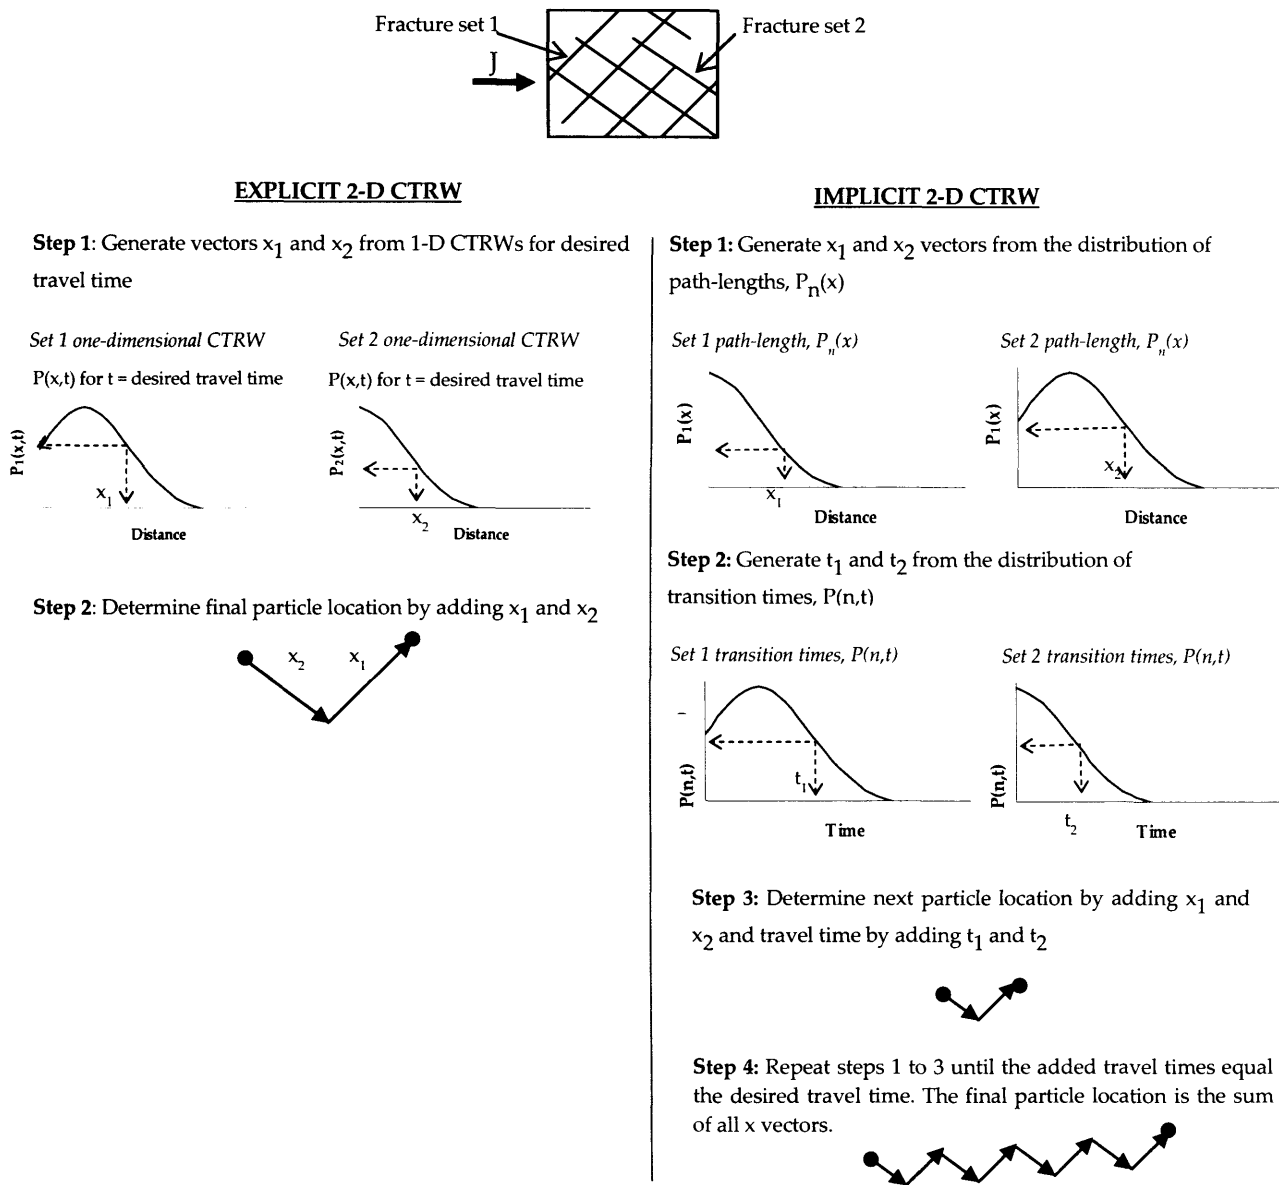 Fracture set 1
Fracture set 2
J
EXPLICIT 2-D CTRW
Step 1: Generate vectors x1 and x2 from 1-D CTRWs for desired
travel time
Set 1 one-dimensional CTRW
Set 2 one-dimensional CTRW
P(x,t) for t = desired travel time
P(x,t) for t = desired travel time
P1(x,t)
x1
Distance
P2(x,t)
x2
Distance
Step 2: Determine final particle location by adding x1 and x2
x2
x1
IMPLICIT 2-D CTRW
Step 1: Generate x1 and x2 vectors from the distribution of
path-lengths, Pn(x)
Set 1 path-length, Pn(x)
Set 2 path-length, Pn(x)
P1(x)
x1
Distance
P1(x)
x2
Distance
Step 2: Generate t1 and t2 from the distribution of
transition times, P(n,t)
Set 1 transition times, P(n,t)
Set 2 transition times, P(n,t)
P(n,t)
t1
Time
P(n,t)
t2
Time
Step 3: Determine next particle location by adding x1 and
x2 and travel time by adding t1 and t2
Step 4: Repeat steps 1 to 3 until the added travel times equal
the desired travel time. The final particle location is the sum
of all x vectors.